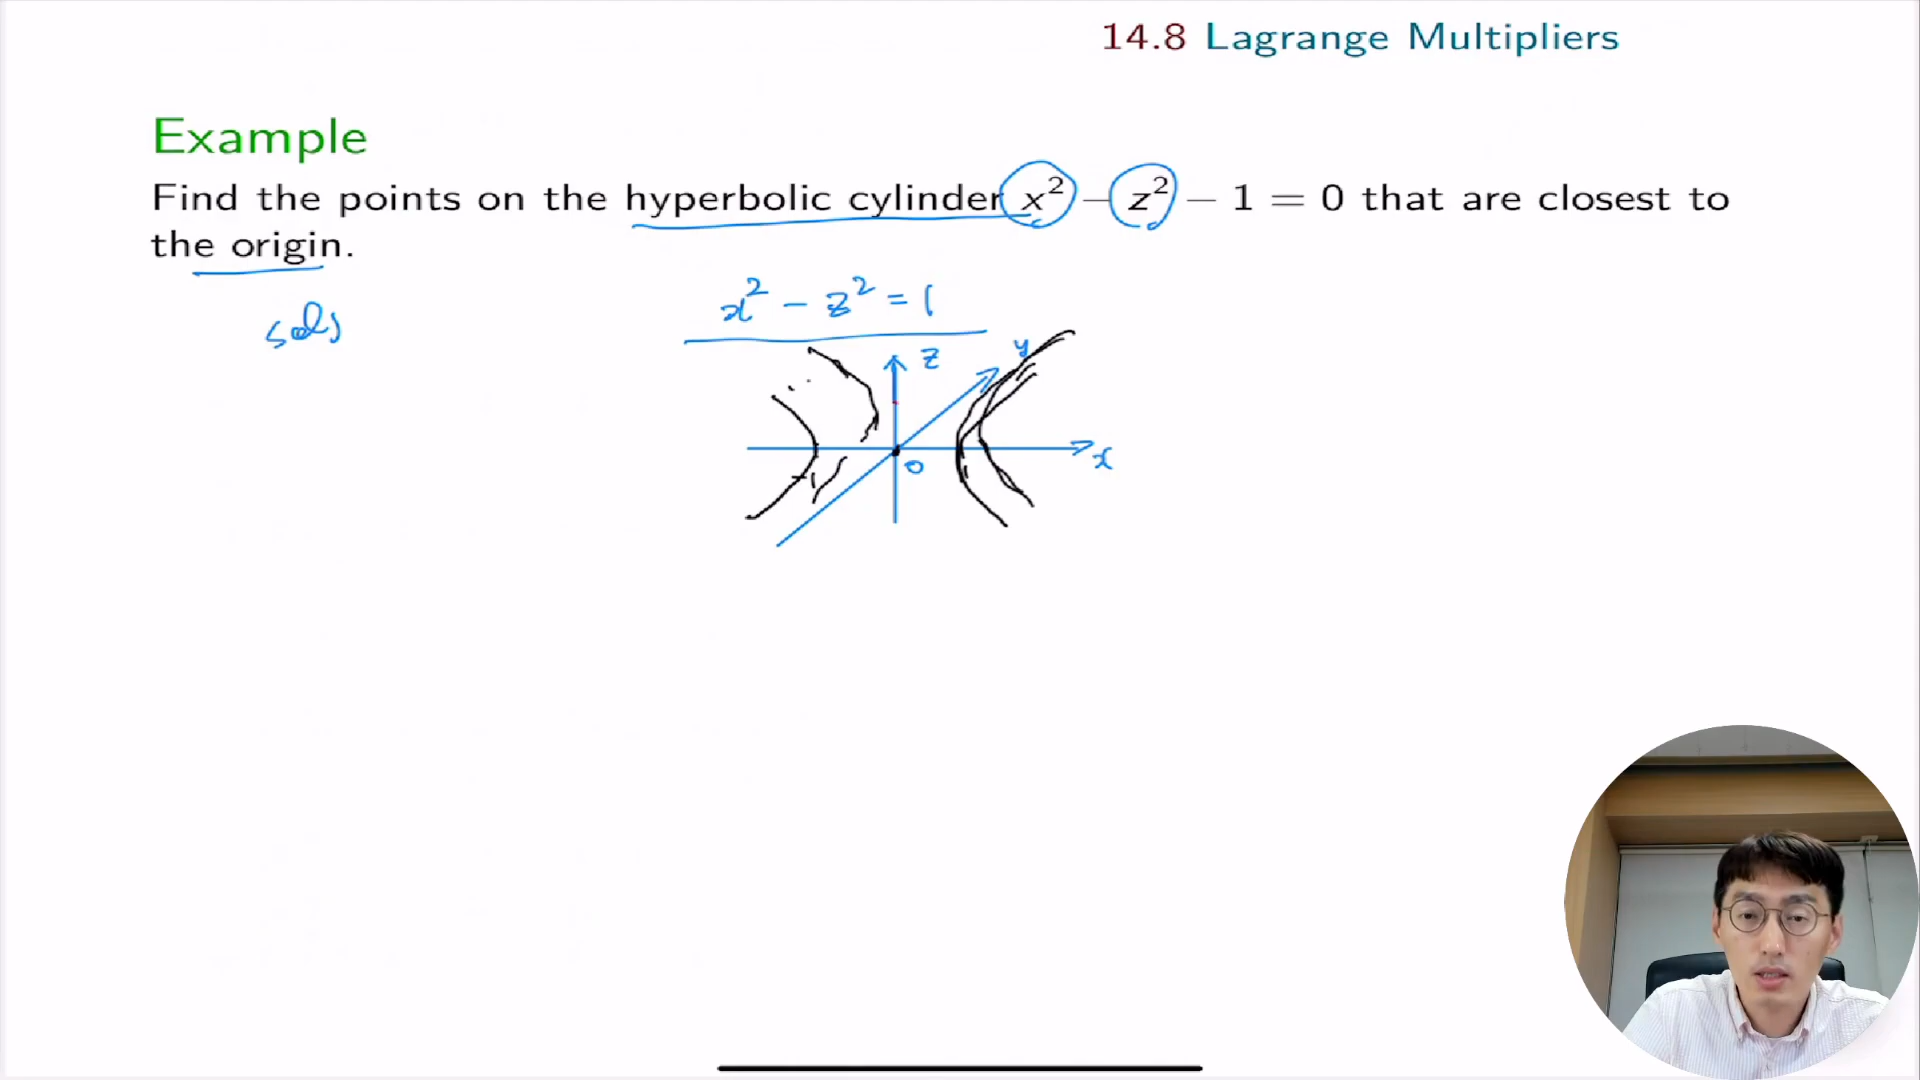 14.8 Lagrange Multipliers
Example
Find the points on the hyperbolic cylinder x² − z² − 1 = 0 that are closest to
the origin.
x² − z² = 1
z
y
x
0